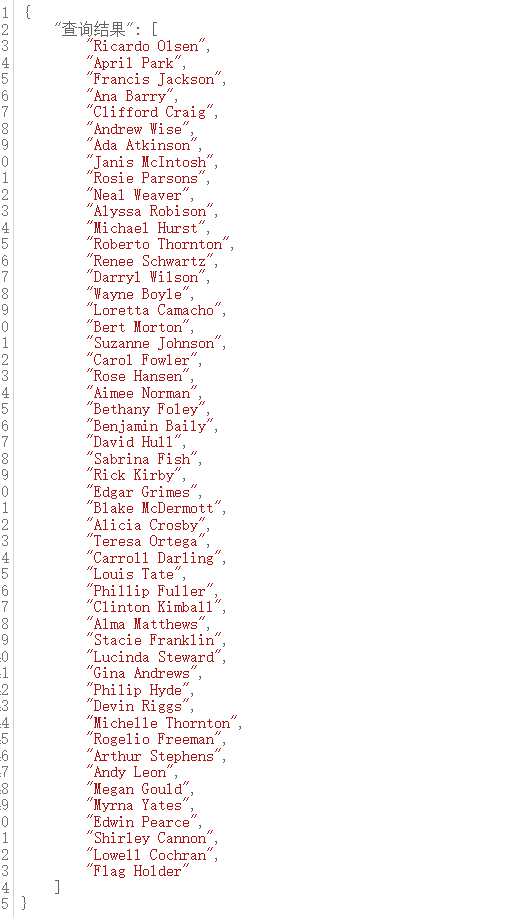 1 {
2 "查询结果": [
3 "Ricardo Olsen",
4 "April Park",
5 "Francis Jackson",
6 "Ana Barry",
7 "Clifford Craig",
8 "Andrew Wise",
9 "Ada Atkinson",
0 "Janis McIntosh",
1 "Rosie Parsons",
2 "Neal Weaver",
3 "Alyssa Robison",
4 "Michael Hurst",
5 "Roberto Thornton",
6 "Renee Schwartz",
7 "Darryl Wilson",
8 "Wayne Boyle",
9 "Loretta Camacho",
0 "Bert Morton",
1 "Suzanne Johnson",
2 "Carol Fowler",
3 "Rose Hansen",
4 "Aimee Norman",
5 "Bethany Foley",
6 "Benjamin Baily",
7 "David Hull",
8 "Sabrina Fish",
9 "Rick Kirby",
0 "Edgar Grimes",
1 "Blake McDermott",
2 "Alicia Crosby",
3 "Teresa Ortega",
4 "Carroll Darling",
5 "Louis Tate",
6 "Phillip Fuller",
7 "Clinton Kimball",
8 "Alma Matthews",
9 "Stacie Franklin",
0 "Lucinda Steward",
1 "Gina Andrews",
2 "Philip Hyde",
3 "Devin Riggs",
4 "Michelle Thornton",
5 "Rogelio Freeman",
6 "Arthur Stephens",
7 "Andy Leon",
8 "Megan Gould",
9 "Myrna Yates",
0 "Edwin Pearce",
1 "Shirley Cannon",
2 "Lowell Cochran",
3 "Flag Holder"
4 ]
5 }